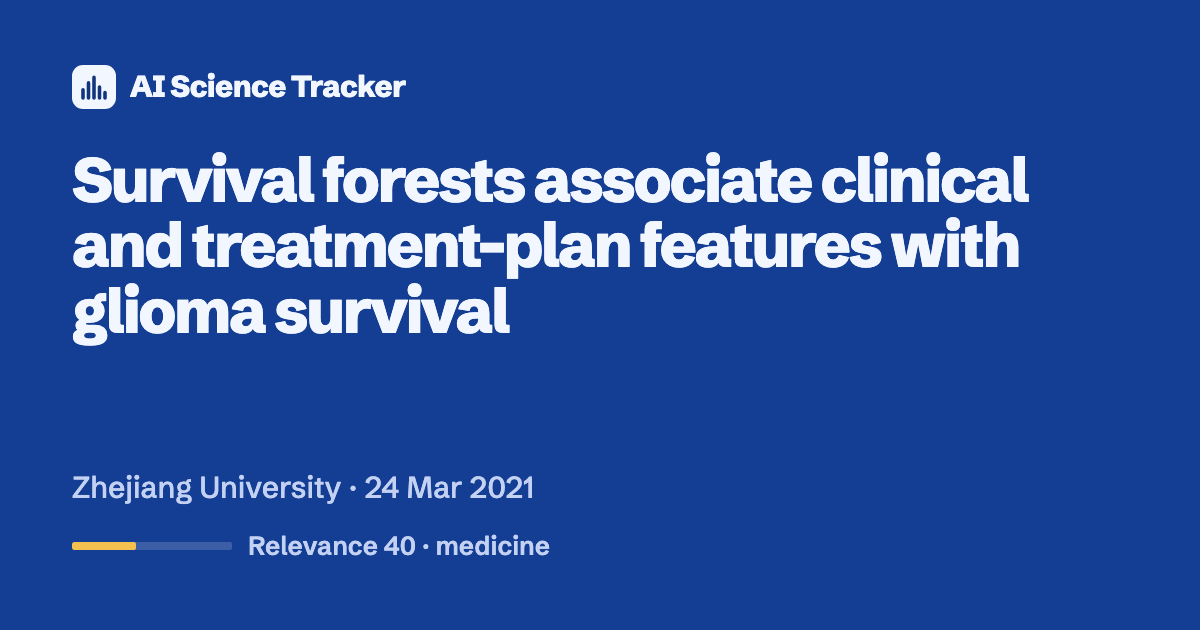 AI Science Tracker
Survival forests associate clinical
and treatment-plan features with
glioma survival
Zhejiang University · 24 Mar 2021
Relevance 40 · medicine